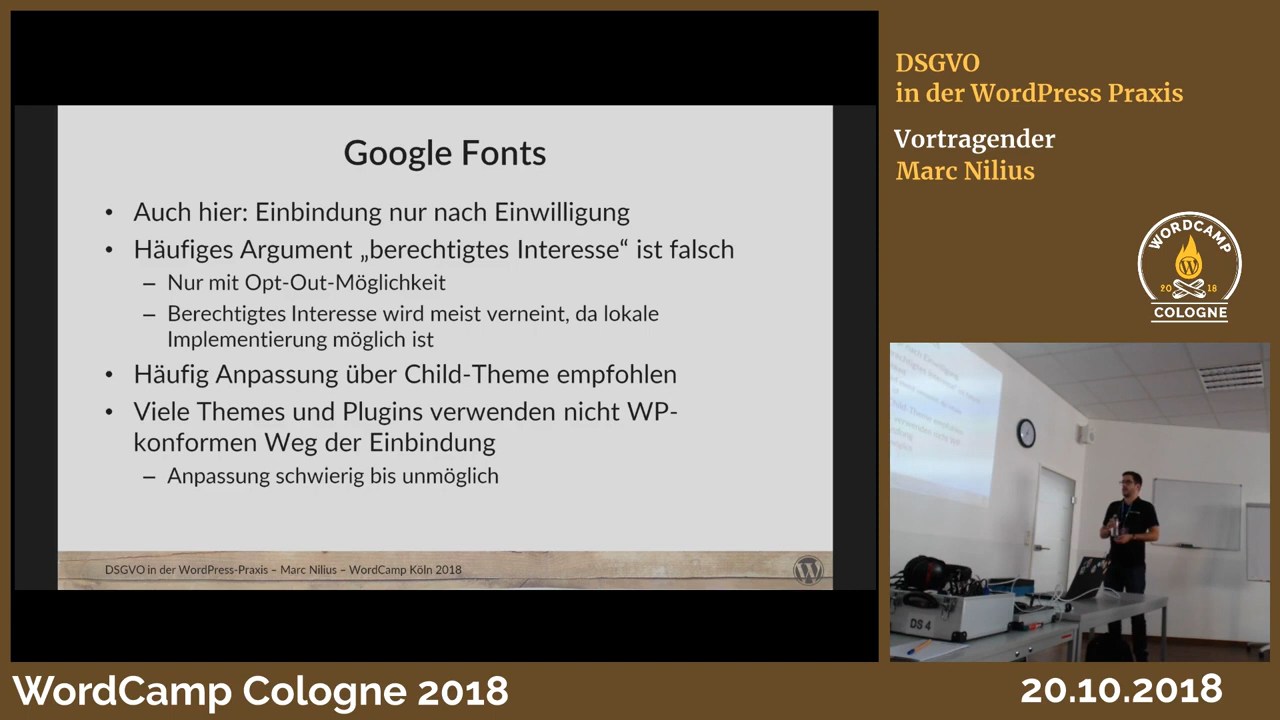 Google Fonts
• Auch hier: Einbindung nur nach Einwilligung
• Häufiges Argument „berechtigtes Interesse“ ist falsch
– Nur mit Opt-Out-Möglichkeit
– Berechtigtes Interesse wird meist verneint, da lokale
Implementierung möglich ist
• Häufig Anpassung über Child-Theme empfohlen
• Viele Themes und Plugins verwenden nicht WP-
konformen Weg der Einbindung
– Anpassung schwierig bis unmöglich
DSGVO in der WordPress-Praxis – Marc Nilius – WordCamp Köln 2018
DSGVO
in der WordPress Praxis
Vortragender
Marc Nilius
WORDCAMP
20 18
COLOGNE
DS 4
WordCamp Cologne 2018
20.10.2018